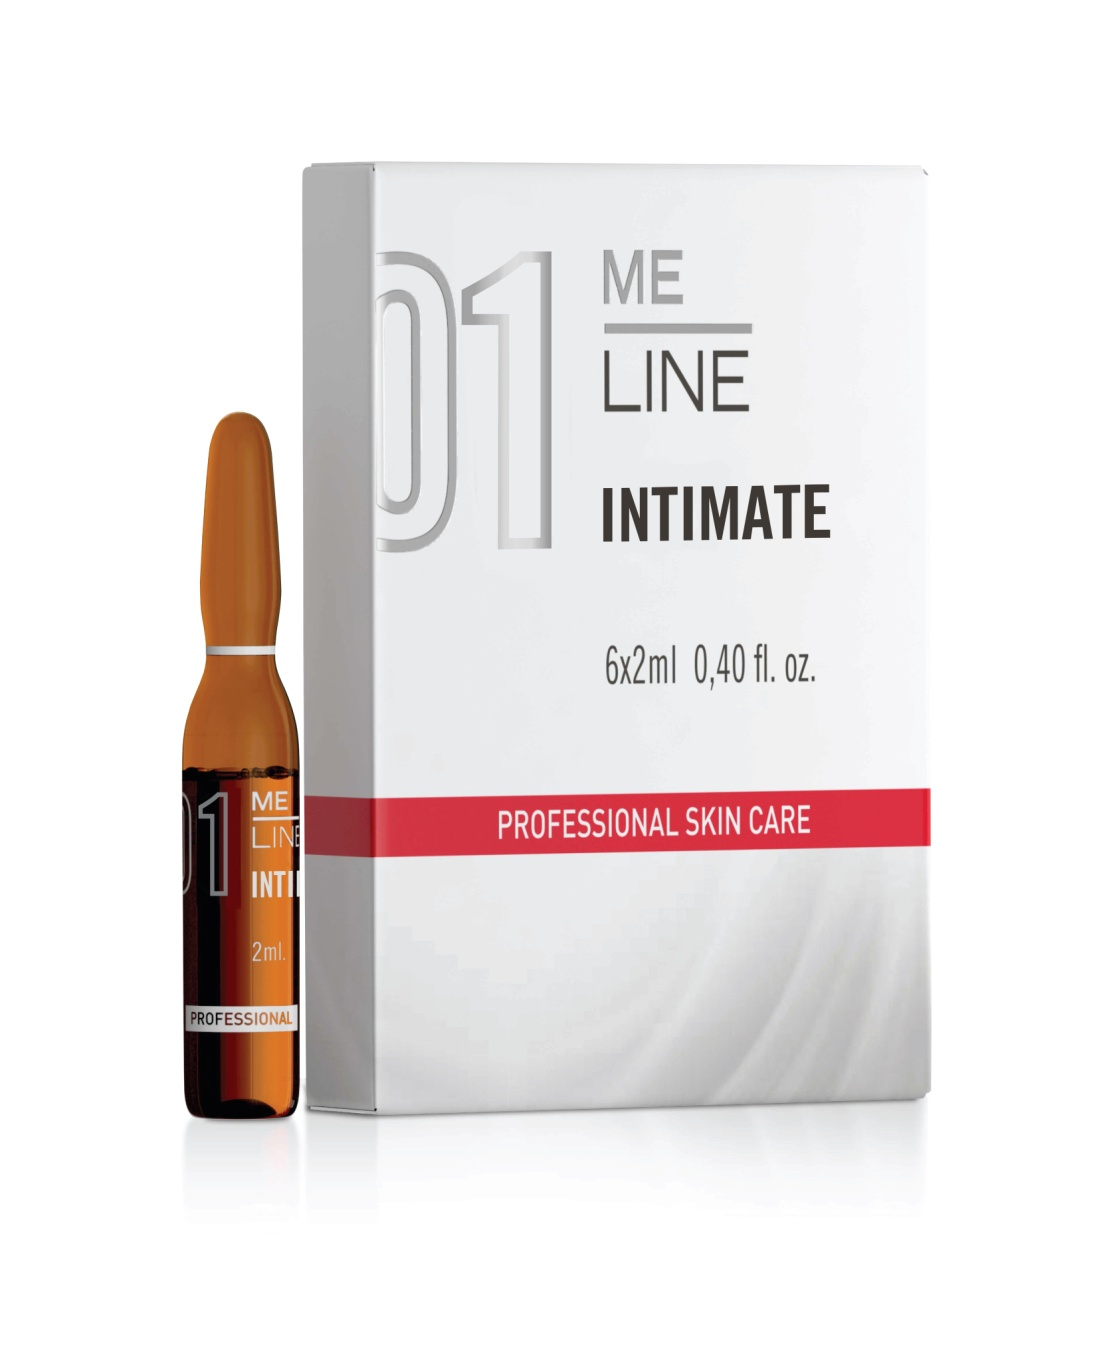 01
ME
LINE
INTIMATE
6x2ml 0,40 fl. oz.
PROFESSIONAL SKIN CARE
01
ME
LINE
INTI
2ml.
PROFESSIONAL